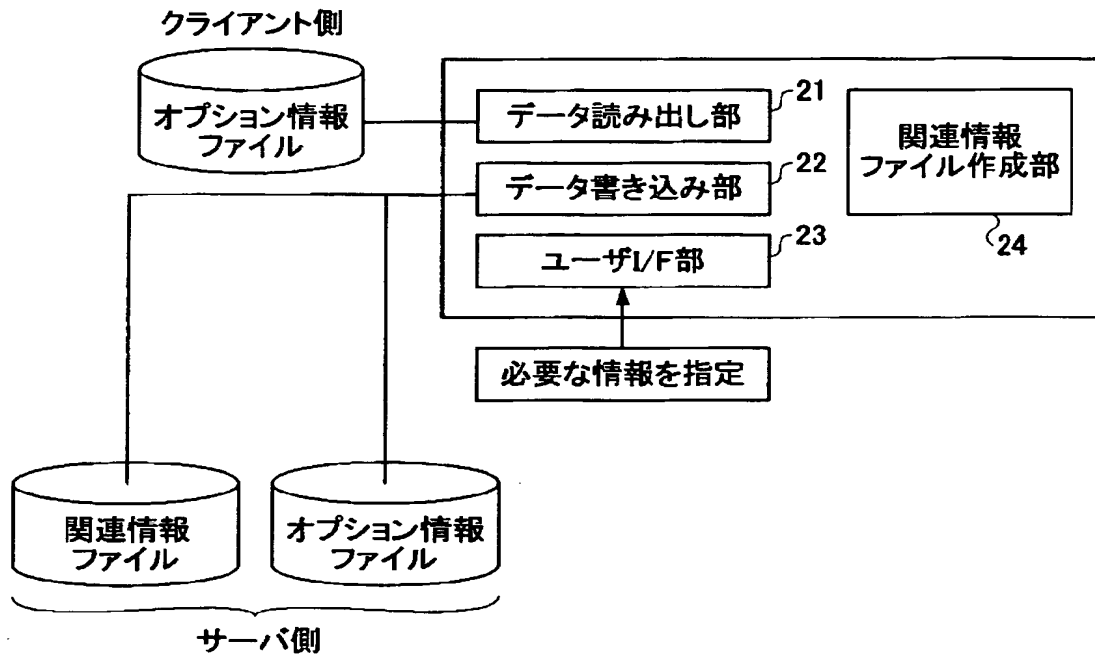 クライアント側
オプション情報
ファイル
データ読み出し部
21
データ書き込み部
22
ユーザI/F部
23
関連情報
ファイル作成部
24
必要な情報を指定
関連情報
ファイル
オプション情報
ファイル
サーバ側